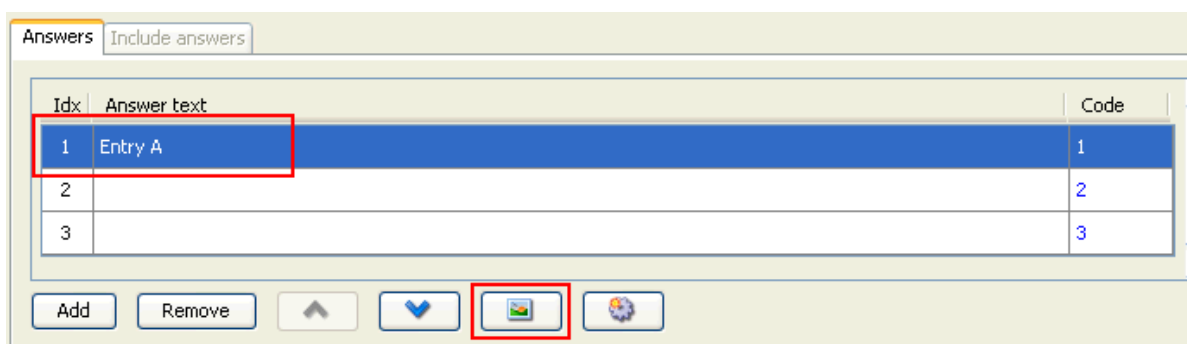 Answers Include answers
Idx Answer text Code
1 Entry A 1
2 2
3 3
Add Remove